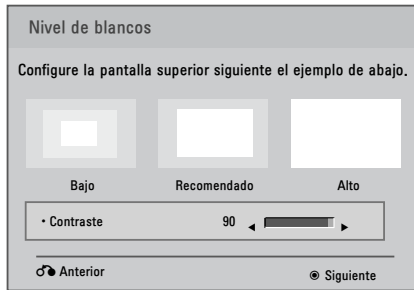 Nivel de blancos
Configure la pantalla superior siguiente el ejemplo de abajo.
Bajo Recomendado Alto
• Contraste 90
Anterior
Siguiente